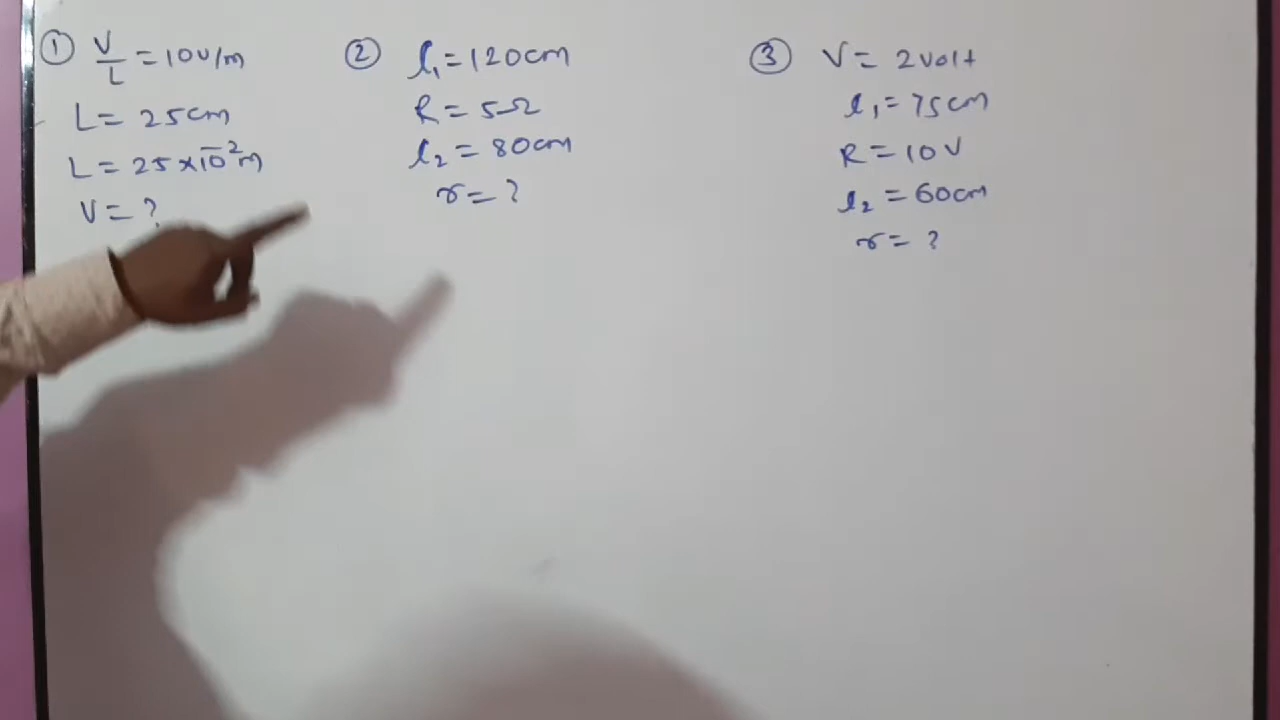 ① V/L = 10v/m
L = 25cm
L = 25 × 10⁻²m
V = ?
② l₁ = 120cm
R = 5Ω
l₂ = 80cm
r = ?
③ V = 2volt
l₁ = 75cm
R = 10V
l₂ = 60cm
r = ?